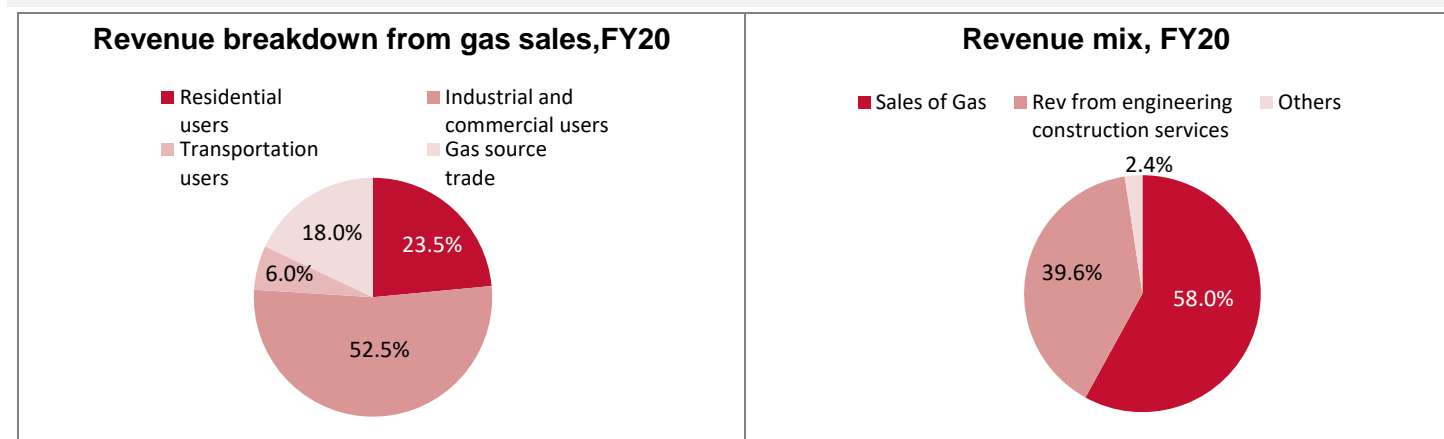 Revenue breakdown from gas sales,FY20
Residential
users
Industrial and
commercial users
Transportation
users
Gas source
trade
18.0%
23.5%
6.0%
52.5%
Revenue mix, FY20
Sales of Gas
Rev from engineering
construction services
Others
2.4%
39.6%
58.0%